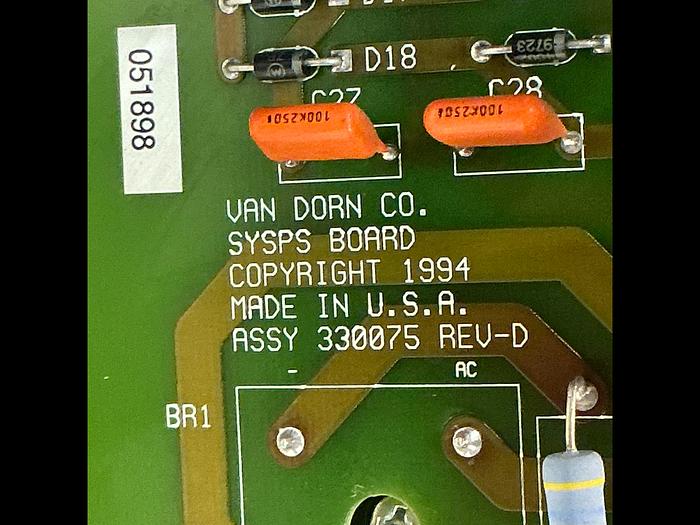 051898
D18
9723
C27
C28
100K250
100K250
VAN DORN CO.
SYSPS BOARD
COPYRIGHT 1994
MADE IN U.S.A.
ASSY 330075 REV-D
-
AC
BR1